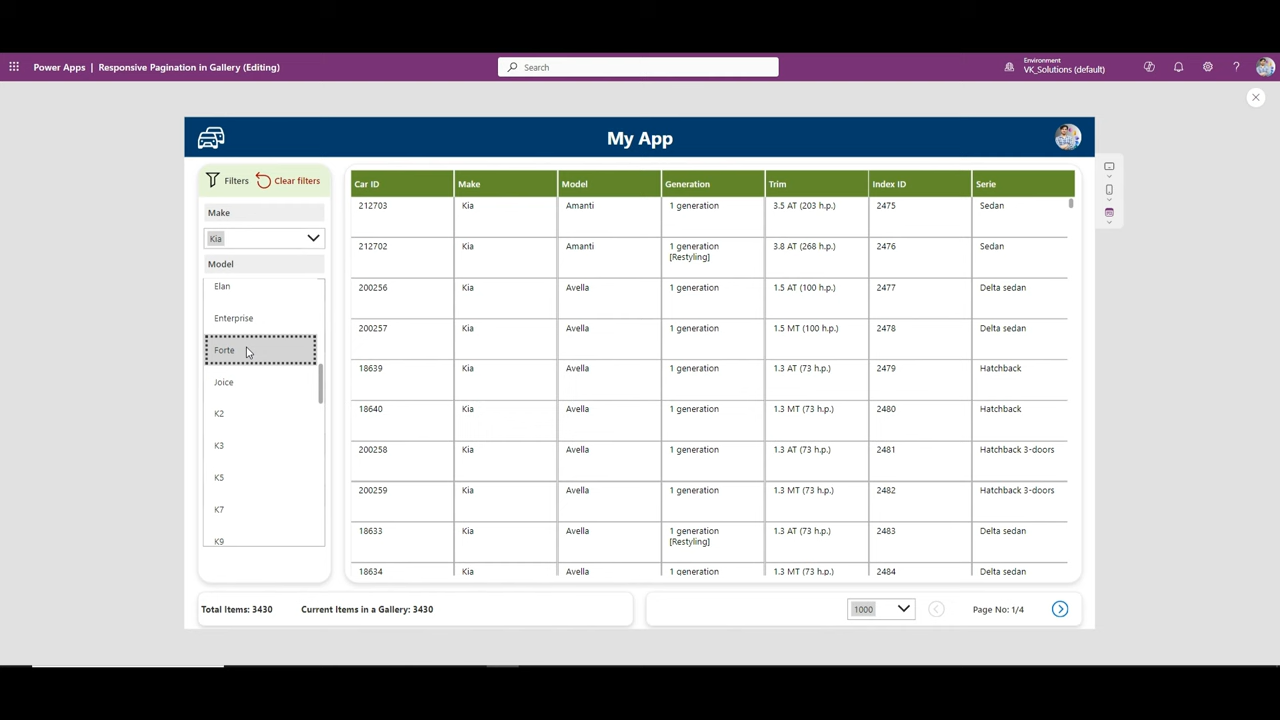 Power Apps | Responsive Pagination in Gallery (Editing)
Search
Environment
VK_Solutions (default)
?
My App
Filters
Clear filters
Make
Kia
Model
Elan
Enterprise
Forte
Joice
K2
K3
K5
K7
K9
Car ID Make Model Generation Trim Index ID Serie
212703 Kia Amanti 1 generation 3.5 AT (203 h.p.) 2475 Sedan
212702 Kia Amanti 1 generation 3.8 AT (268 h.p.) 2476 Sedan
[Restyling]
200256 Kia Avella 1 generation 1.5 AT (100 h.p.) 2477 Delta sedan
200257 Kia Avella 1 generation 1.5 MT (100 h.p.) 2478 Delta sedan
18639 Kia Avella 1 generation 1.3 AT (73 h.p.) 2479 Hatchback
18640 Kia Avella 1 generation 1.3 MT (73 h.p.) 2480 Hatchback
200258 Kia Avella 1 generation 1.3 AT (73 h.p.) 2481 Hatchback 3-doors
200259 Kia Avella 1 generation 1.3 MT (73 h.p.) 2482 Hatchback 3-doors
18633 Kia Avella 1 generation 1.3 AT (73 h.p.) 2483 Delta sedan
[Restyling]
18634 Kia Avella 1 generation 1.3 MT (73 h.p.) 2484 Delta sedan
Total Items: 3430 Current Items in a Gallery: 3430
1000
Page No: 1/4